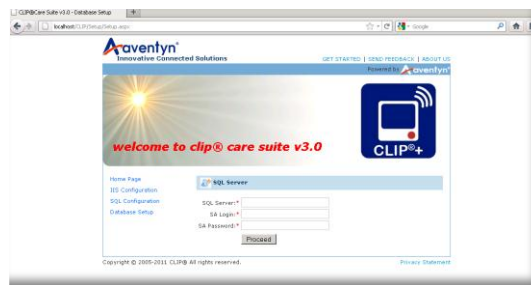 CLIP®Care Suite v3.0 - Database Setup
localhost/CLIP/Setup/Setup.aspx
Google
aventyn®
Innovative Connected Solutions
GET STARTED | SEND FEEDBACK | ABOUT US
Powered by aventyn®
welcome to clip® care suite v3.0
CLIP®+
Home Page
IIS Configuration
SQL Configuration
Database Setup
SQL Server
SQL Server:*
SA Login:*
SA Password:*
Proceed
Copyright © 2005-2011 CLIP® All rights reserved.
Privacy Statement